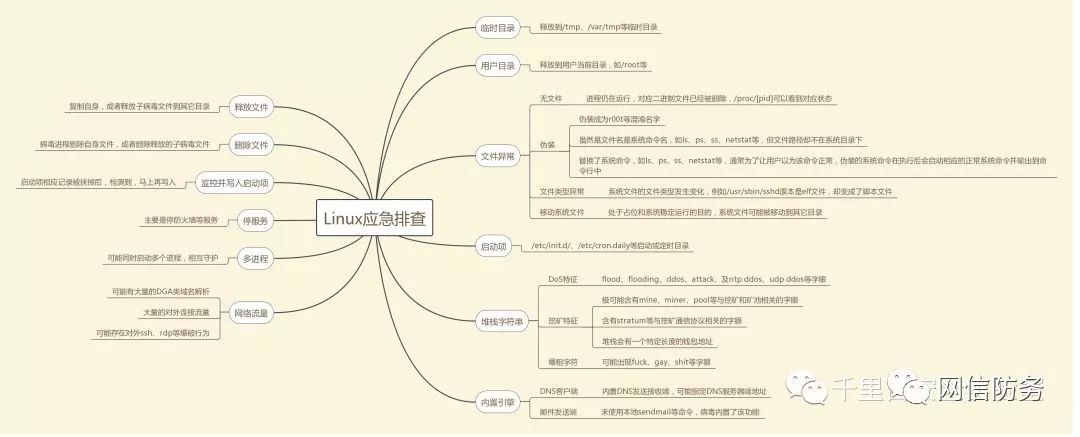 Linux应急排查
释放文件
复制自身，或者释放子病毒文件到其它目录
删除文件
病毒进程删除自身文件，或者删除释放的子病毒文件
监控并写入启动项
启动项相应记录被抹掉后，检测到，马上再写入
停服务
主要是停防火墙等服务
多进程
可能同时启动多个进程，相互守护
网络流量
可能有大量的DGA类域名解析
大量的对外连接流量
可能存在对外ssh、rdp等爆破行为
临时目录
释放到/tmp、/var/tmp等临时目录
用户目录
释放到用户当前目录，如/root等
文件异常
无文件
进程仍在运行，对应二进制文件已经被删除，/proc/[pid]可以看到对应状态
伪装
伪装成为r00t等混淆名字
虽然是文件名是系统命令名，如ls、ps、ss、netstat等，但文件路径却不在系统目录下
替换了系统命令，如ls、ps、ss、netstat等，通常为了让用户以为该命令正常，伪装的系统命令在执行后会启动相应的正常系统命令并输出到命
令行中
文件类型异常
系统文件的文件类型发生变化，例如/usr/sbin/sshd原本是elf文件，却变成了脚本文件
移动系统文件
处于占位和系统稳定运行的目的，系统文件可能被移动到其它目录
启动项
/etc/init.d/、/etc/cron.daily等启动或定时目录
堆栈字符串
DoS特征
flood、flooding、ddos、attack、及ntp ddos、udp ddos等字眼
挖矿特征
极可能含有mine、miner、pool等与挖矿和矿池相关的字眼
含有stratum等与挖矿通信协议相关的字眼
堆栈会有一个特定长度的钱包地址
爆粗字符
可能出现fuck、gay、shit等字眼
内置引擎
DNS客户端
内置DNS发送接收端，可能指定DNS服务器端地址
邮件发送端
未使用本地sendmail等命令，病毒内置了该功能
千里
网信防务